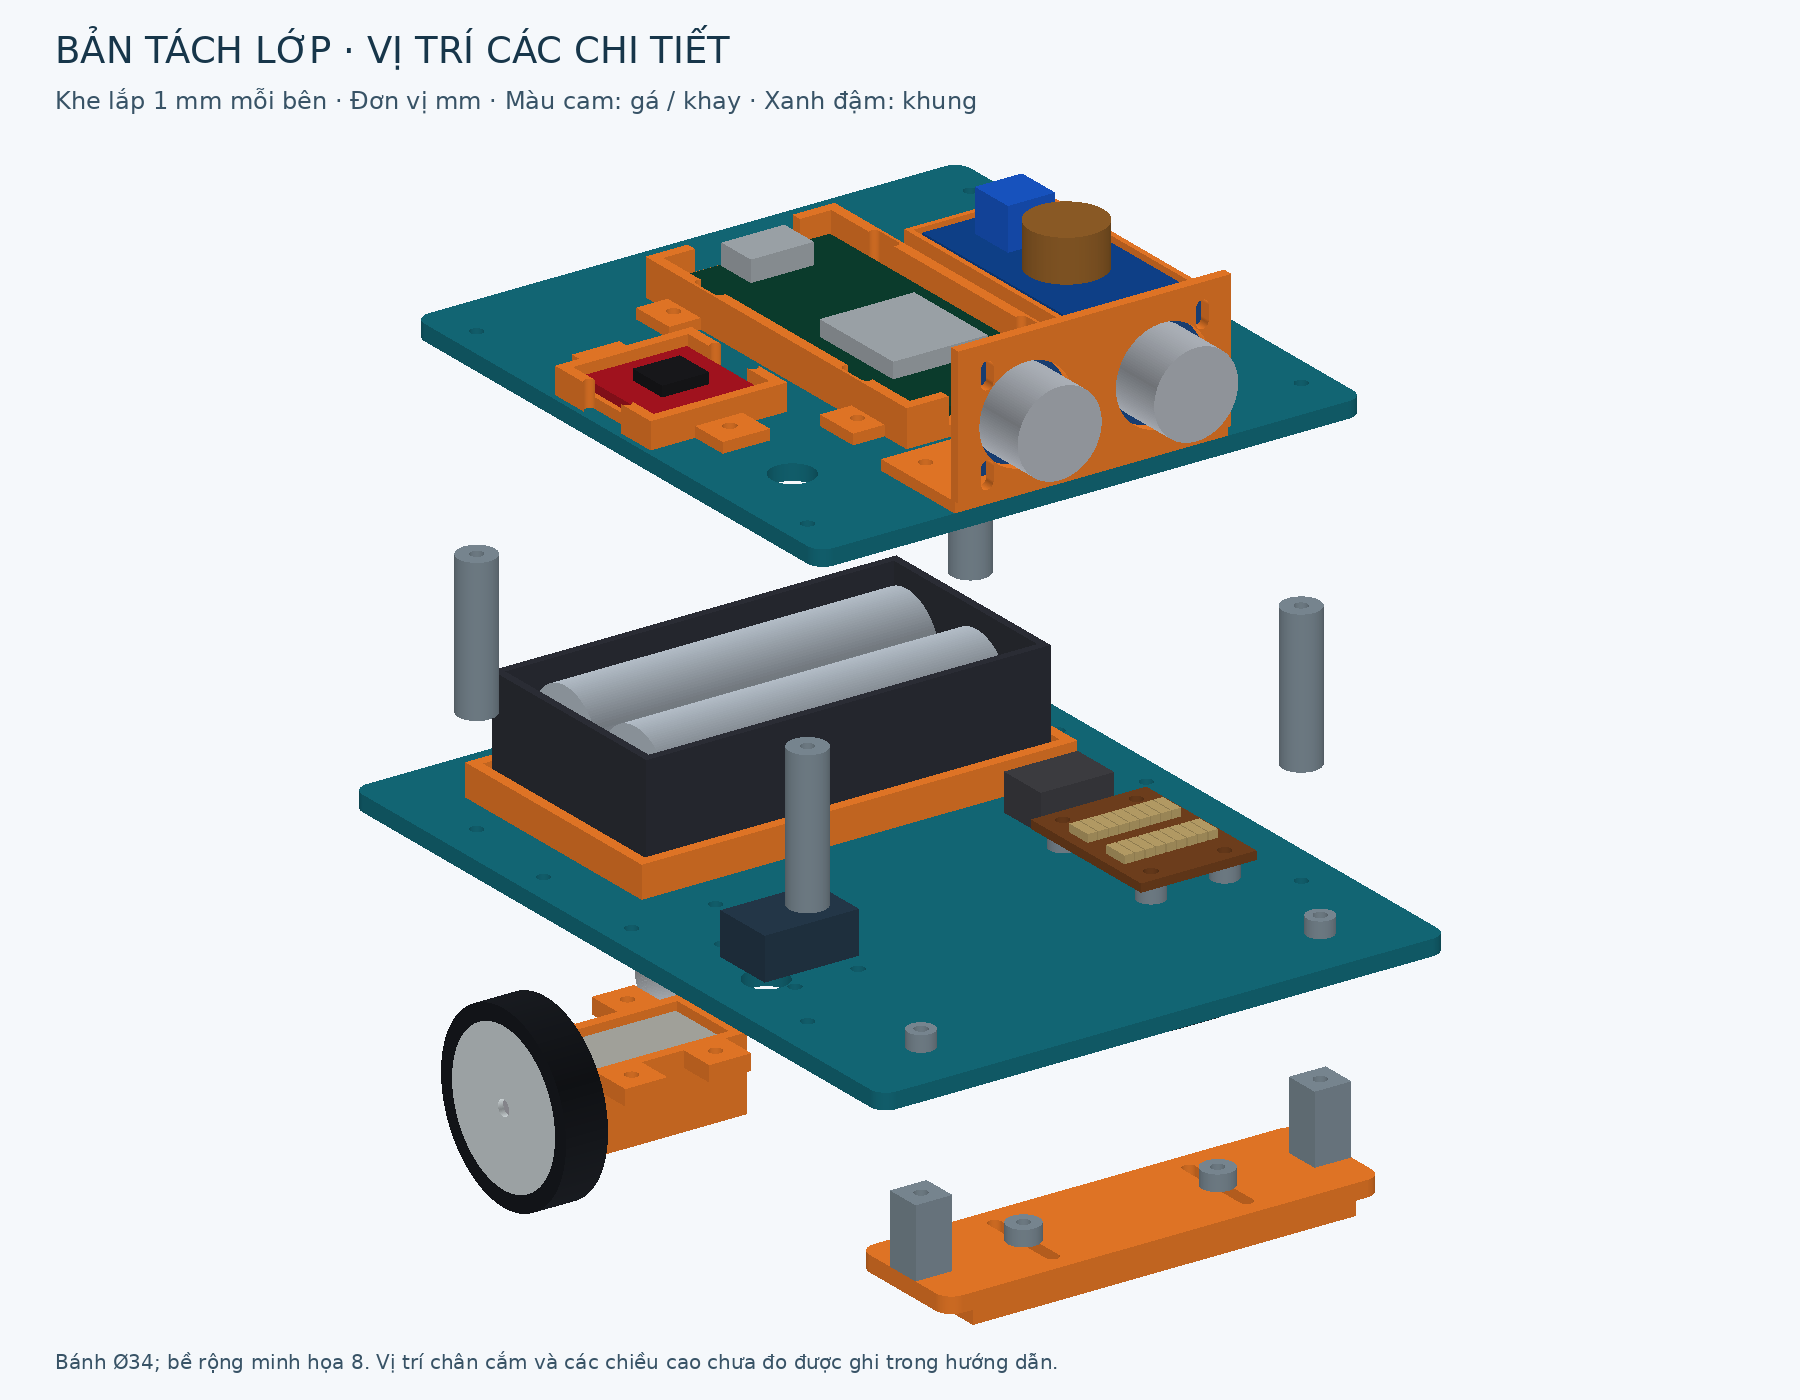 BẢN TÁCH LỚP · VỊ TRÍ CÁC CHI TIẾT
Khe lắp 1 mm mỗi bên · Đơn vị mm · Màu cam: gá / khay · Xanh đậm: khung
Bánh Ø34; bề rộng minh họa 8. Vị trí chân cắm và các chiều cao chưa đo được ghi trong hướng dẫn.